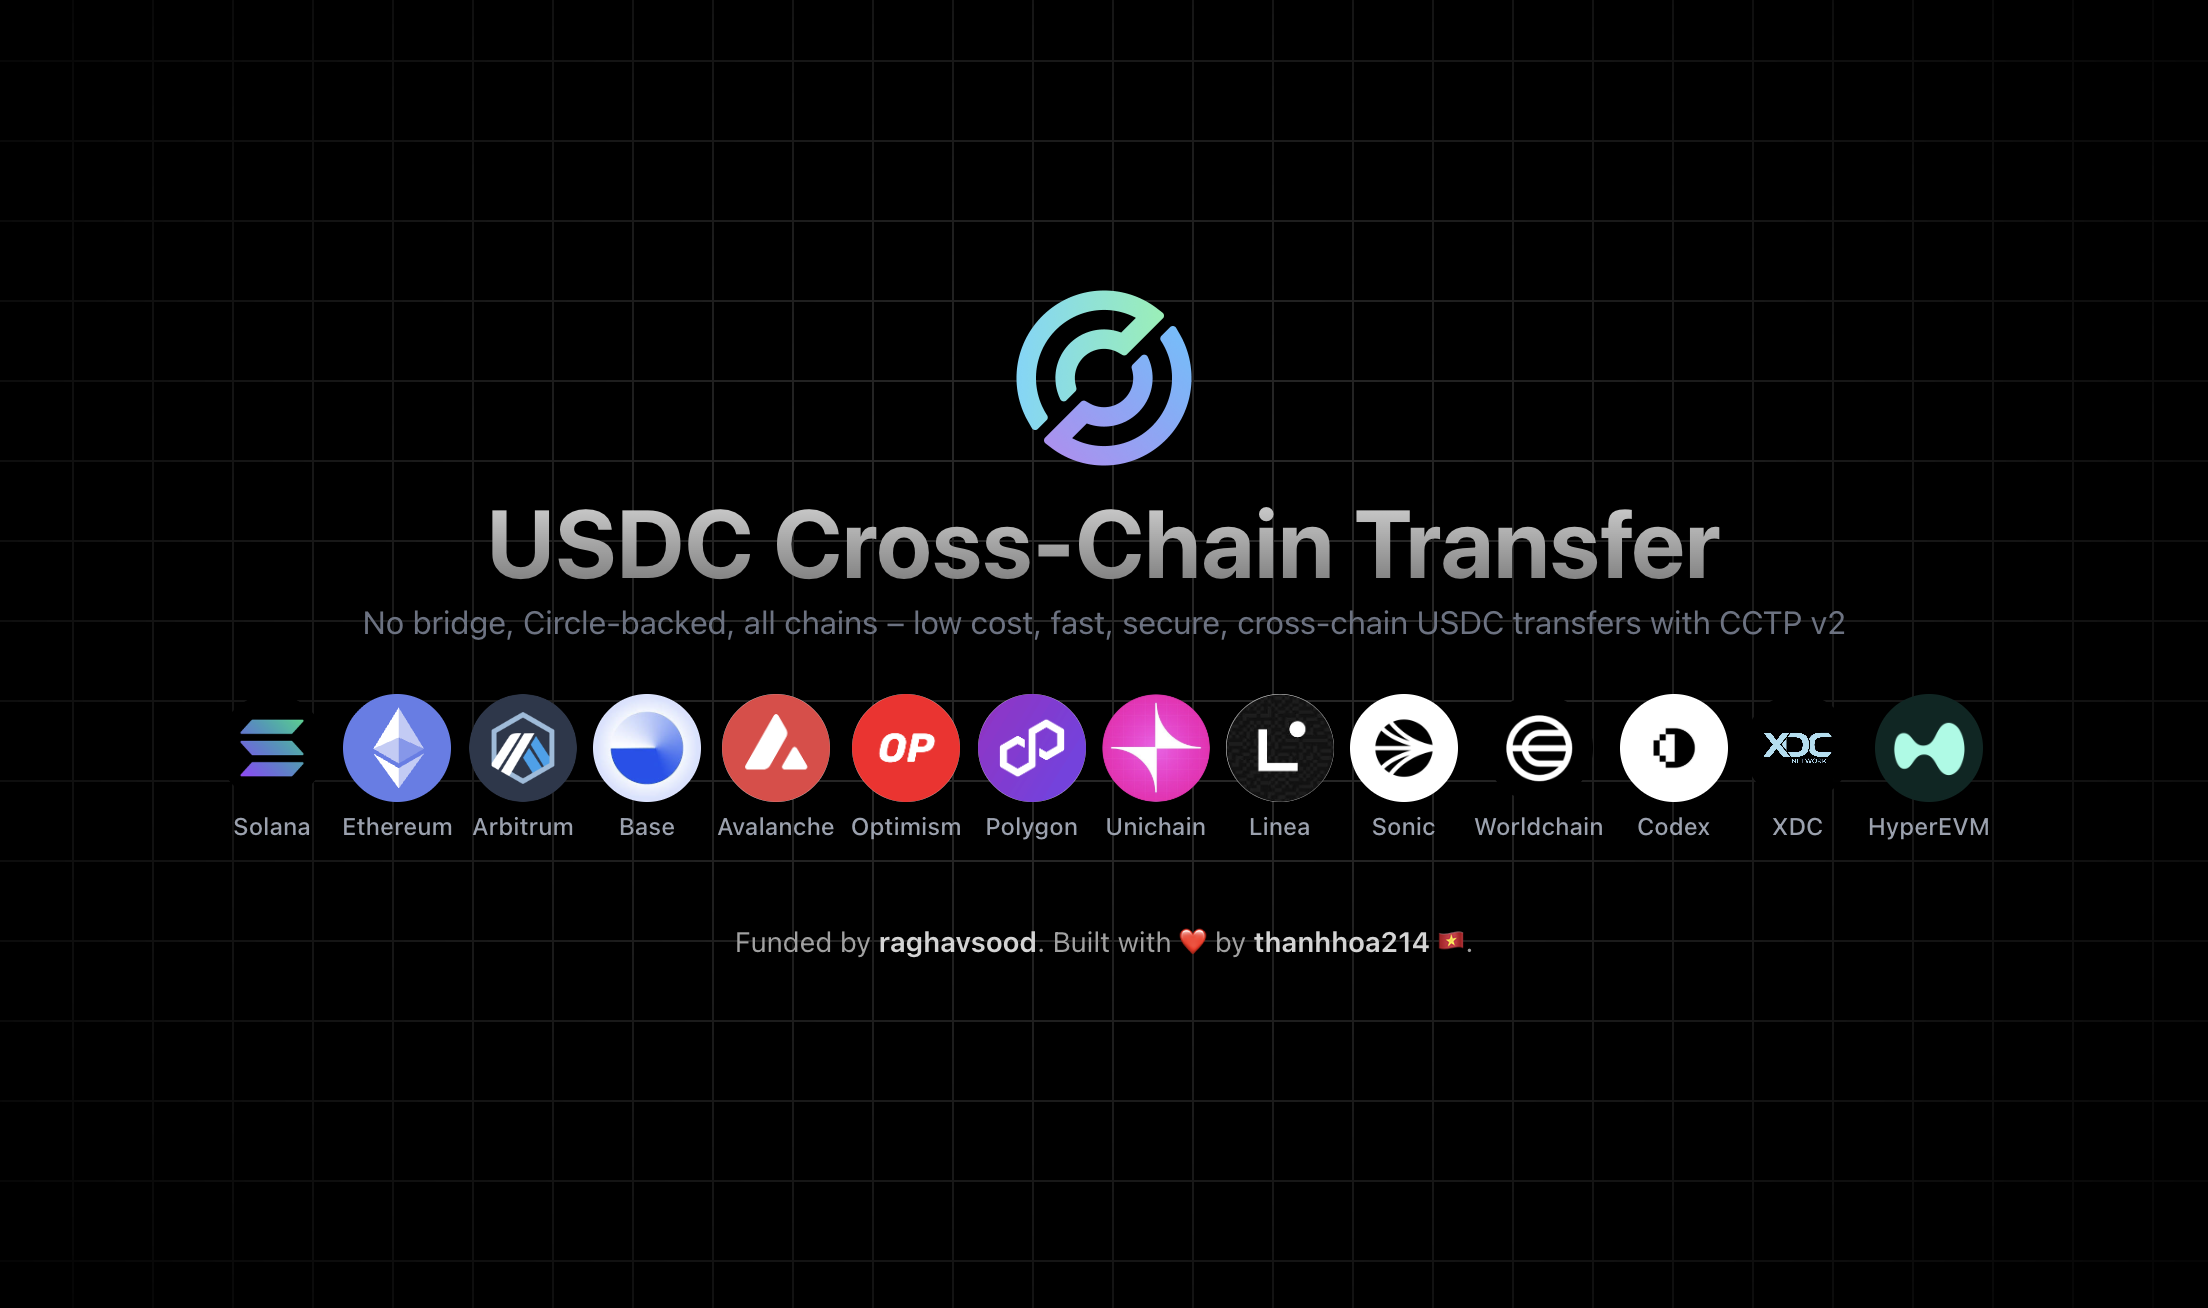 USDC Cross-Chain Transfer
No bridge, Circle-backed, all chains – low cost, fast, secure, cross-chain USDC transfers with CCTP v2
OP
XDC
NETWORK
Solana Ethereum Arbitrum Base Avalanche Optimism Polygon Unichain Linea Sonic Worldchain Codex XDC HyperEVM
Funded by raghavsood. Built with ❤️ by thanhhoa214 🇻🇳.